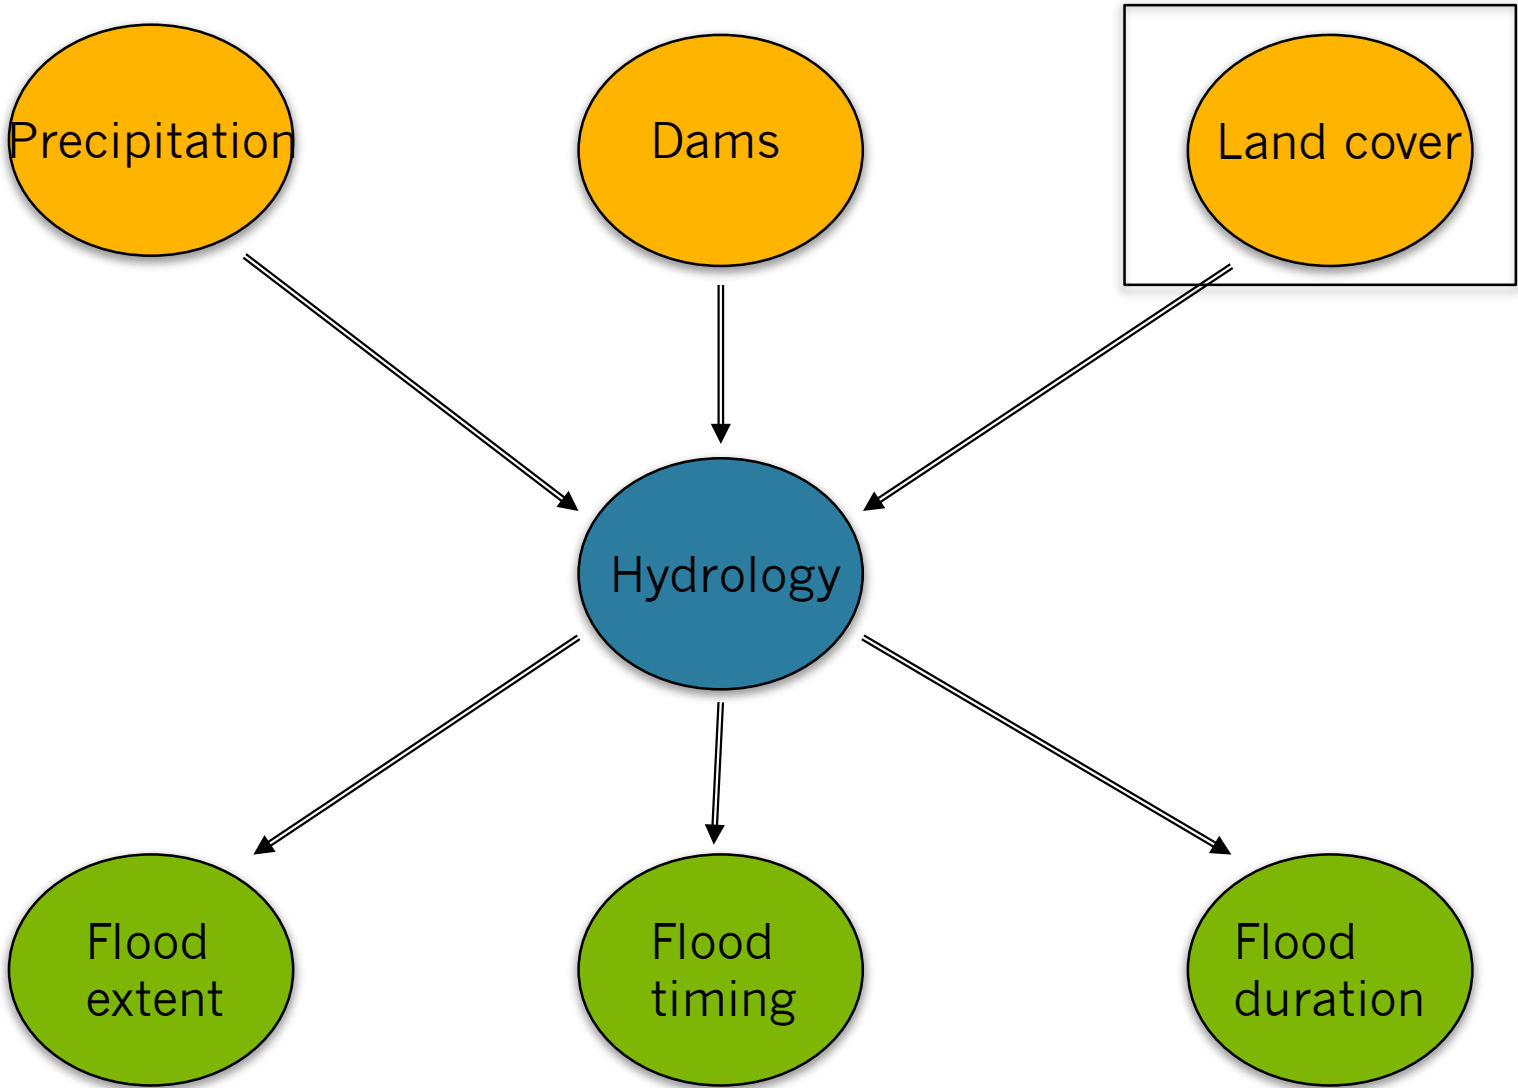 Precipitation
Dams
Land cover
Hydrology
Flood
extent
Flood
timing
Flood
duration